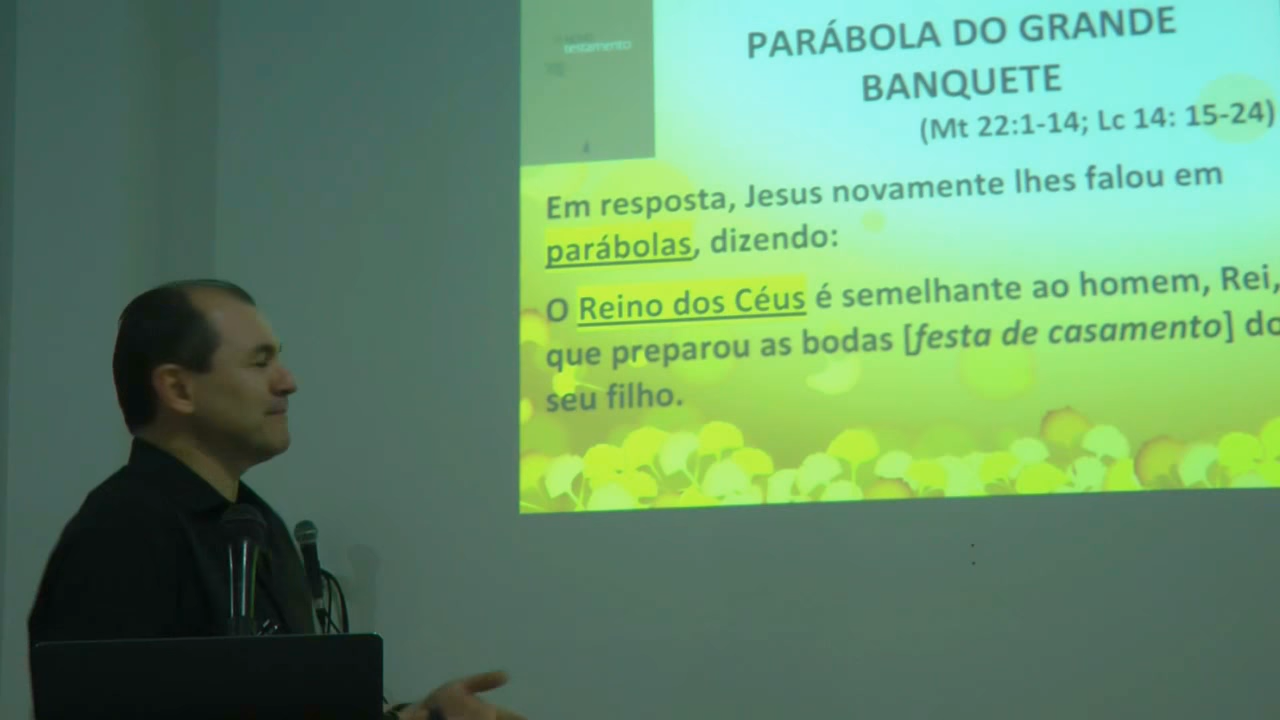 testamento
PARÁBOLA DO GRANDE
BANQUETE
(Mt 22:1-14; Lc 14: 15-24)
Em resposta, Jesus novamente lhes falou em
parábolas, dizendo:
O Reino dos Céus é semelhante ao homem, Rei,
que preparou as bodas [festa de casamento] do
seu filho.